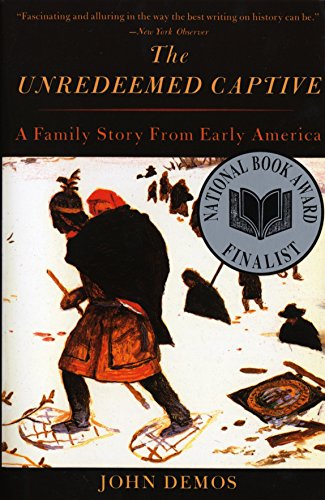 "Fascinating and alluring in the way the best writing on history can be."
—New York Observer
The
UNREDEEMED CAPTIVE
A Family Story From Early America
NATIONAL BOOK AWARD
FINALIST
JOHN DEMOS